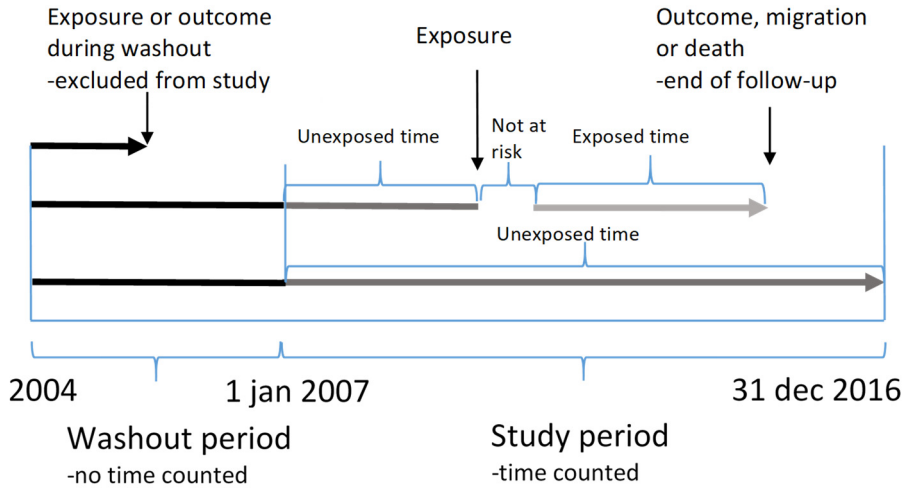 Exposure or outcome
during washout
-excluded from study
Exposure
Outcome, migration
or death
-end of follow-up
Unexposed time
Not at
risk
Exposed time
Unexposed time
2004
1 jan 2007
31 dec 2016
Washout period
-no time counted
Study period
-time counted